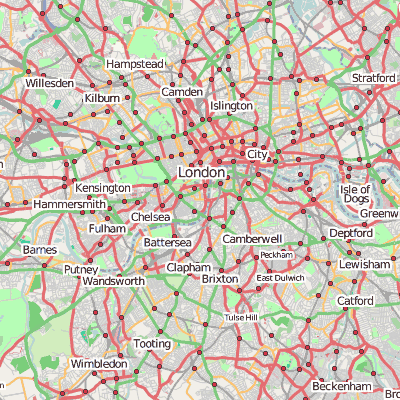 Hampstead
Stratford
Willesden
Camden
Kilburn
Islington
City
London
Kensington
Isle of
Dogs
Hammersmith
Chelsea
Greenw
Fulham
Deptford
Battersea
Camberwell
Barnes
Peckham
Putney
Clapham
Lewisham
Wandsworth
Brixton
East Dulwich
Catford
Tulse Hill
Tooting
Wimbledon
Beckenham
Bro